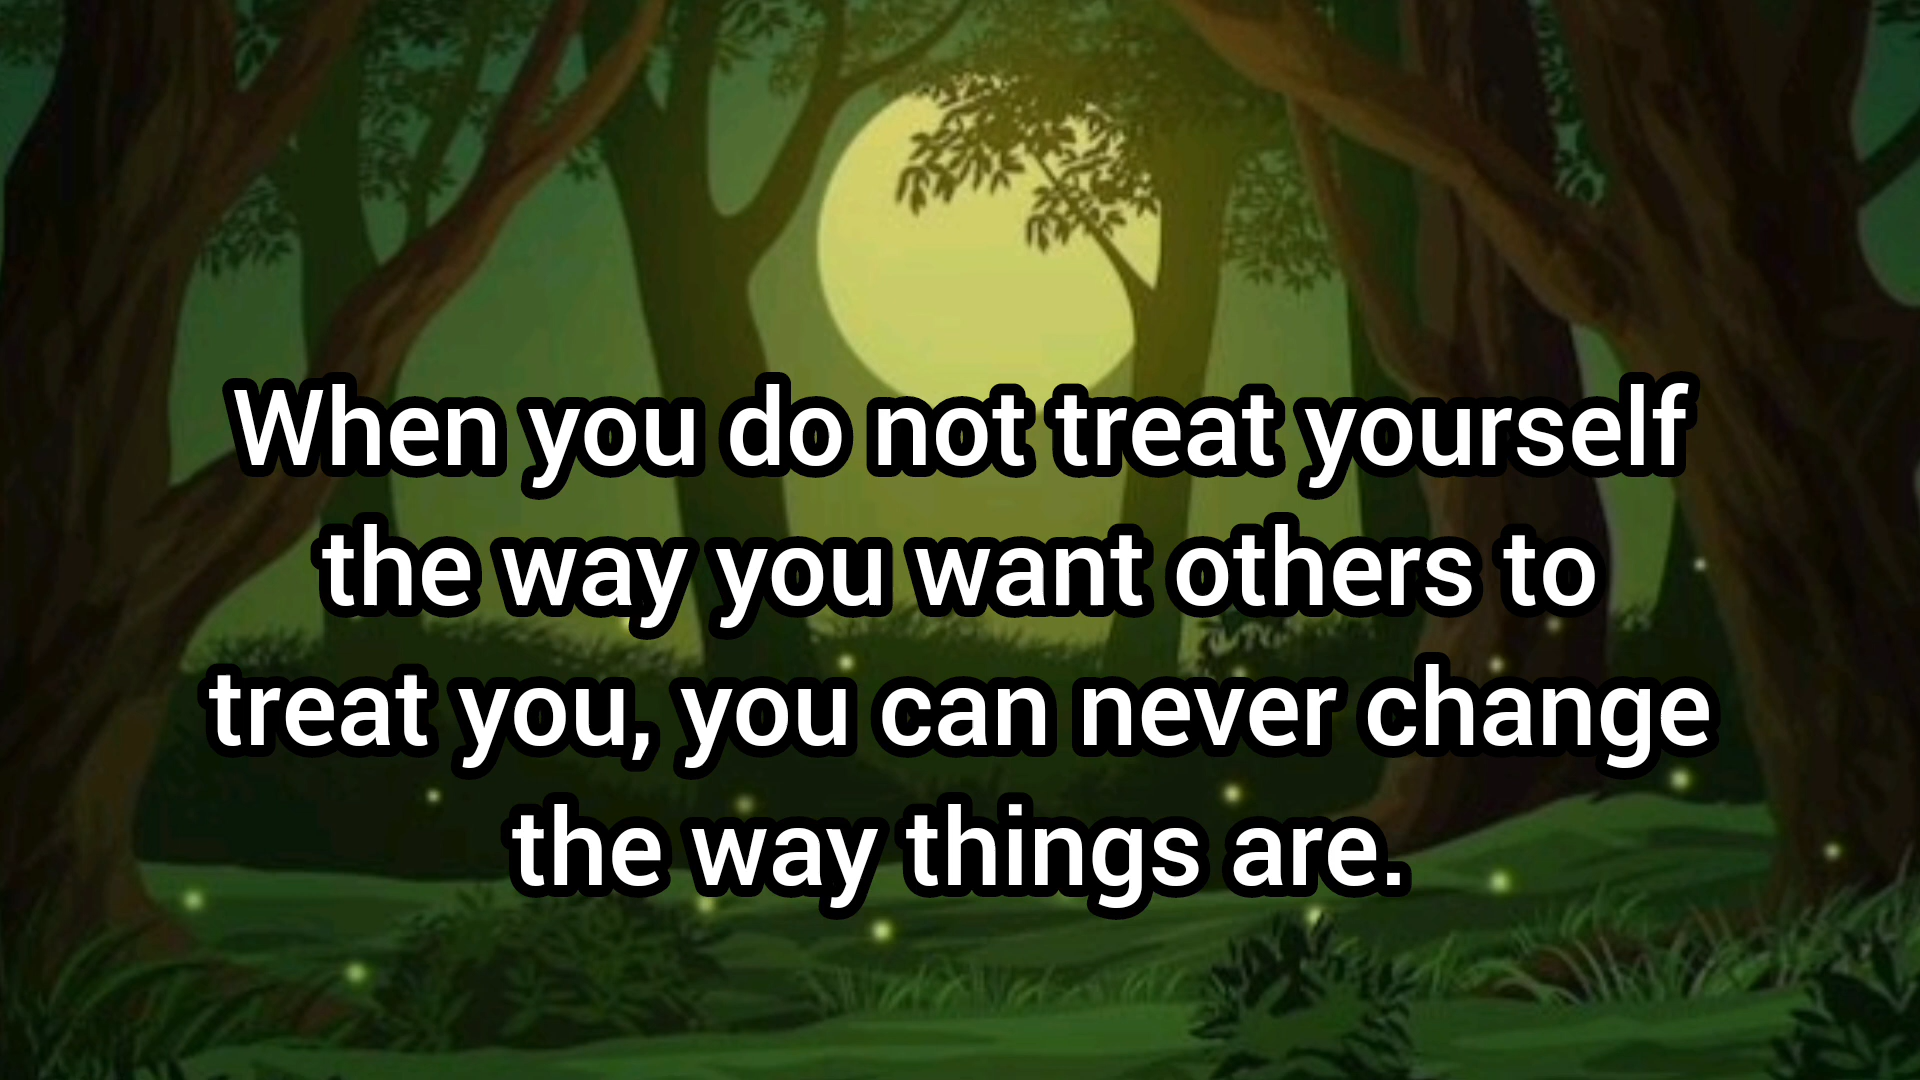 When you do not treat yourself
the way you want others to
treat you, you can never change
the way things are.